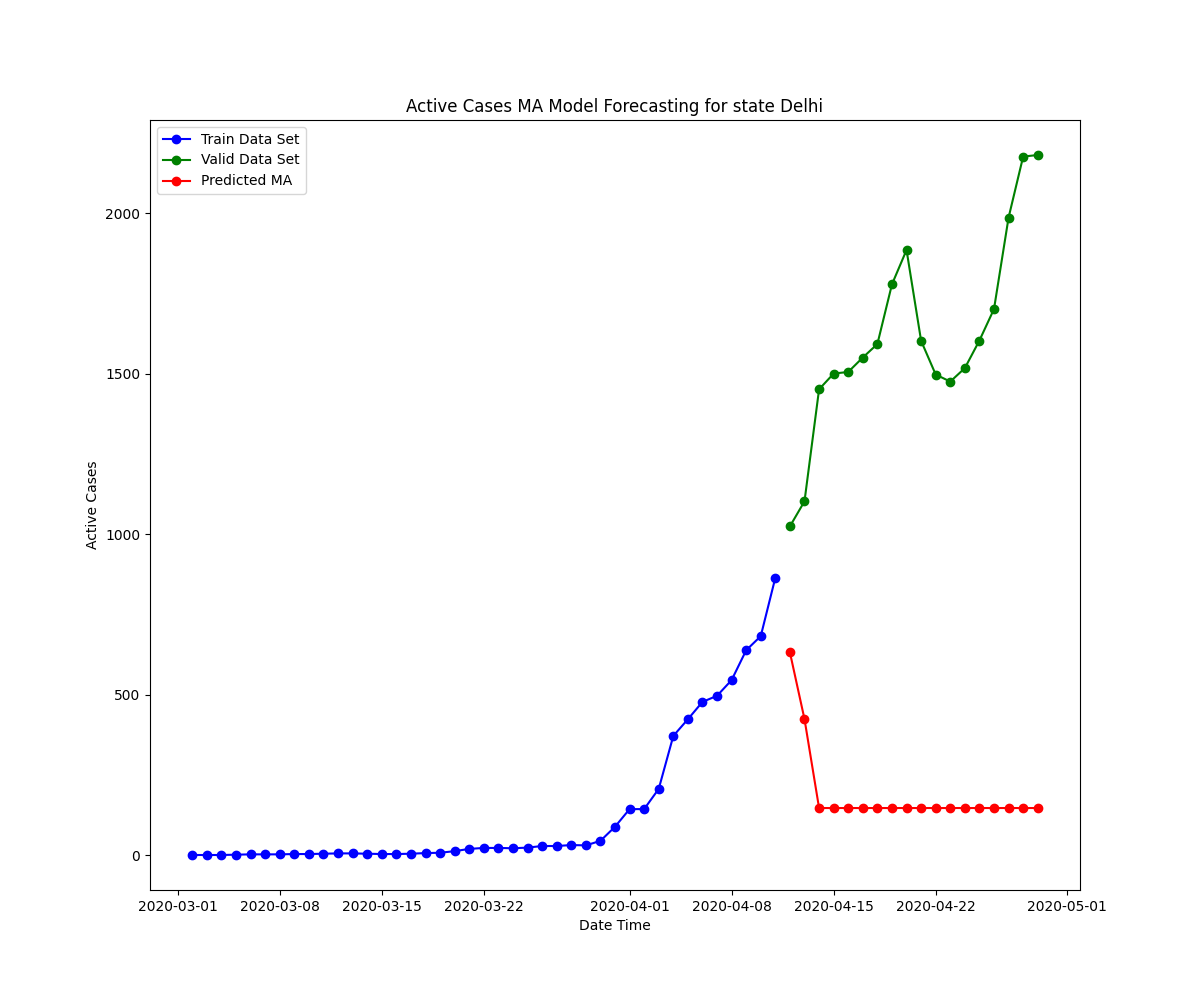 Active Cases MA Model Forecasting for state Delhi
Train Data Set
Valid Data Set
Predicted MA
2000
1500
1000
500
0
Active Cases
2020-03-01 2020-03-08 2020-03-15 2020-03-22 2020-04-01 2020-04-08 2020-04-15 2020-04-22 2020-05-01
Date Time